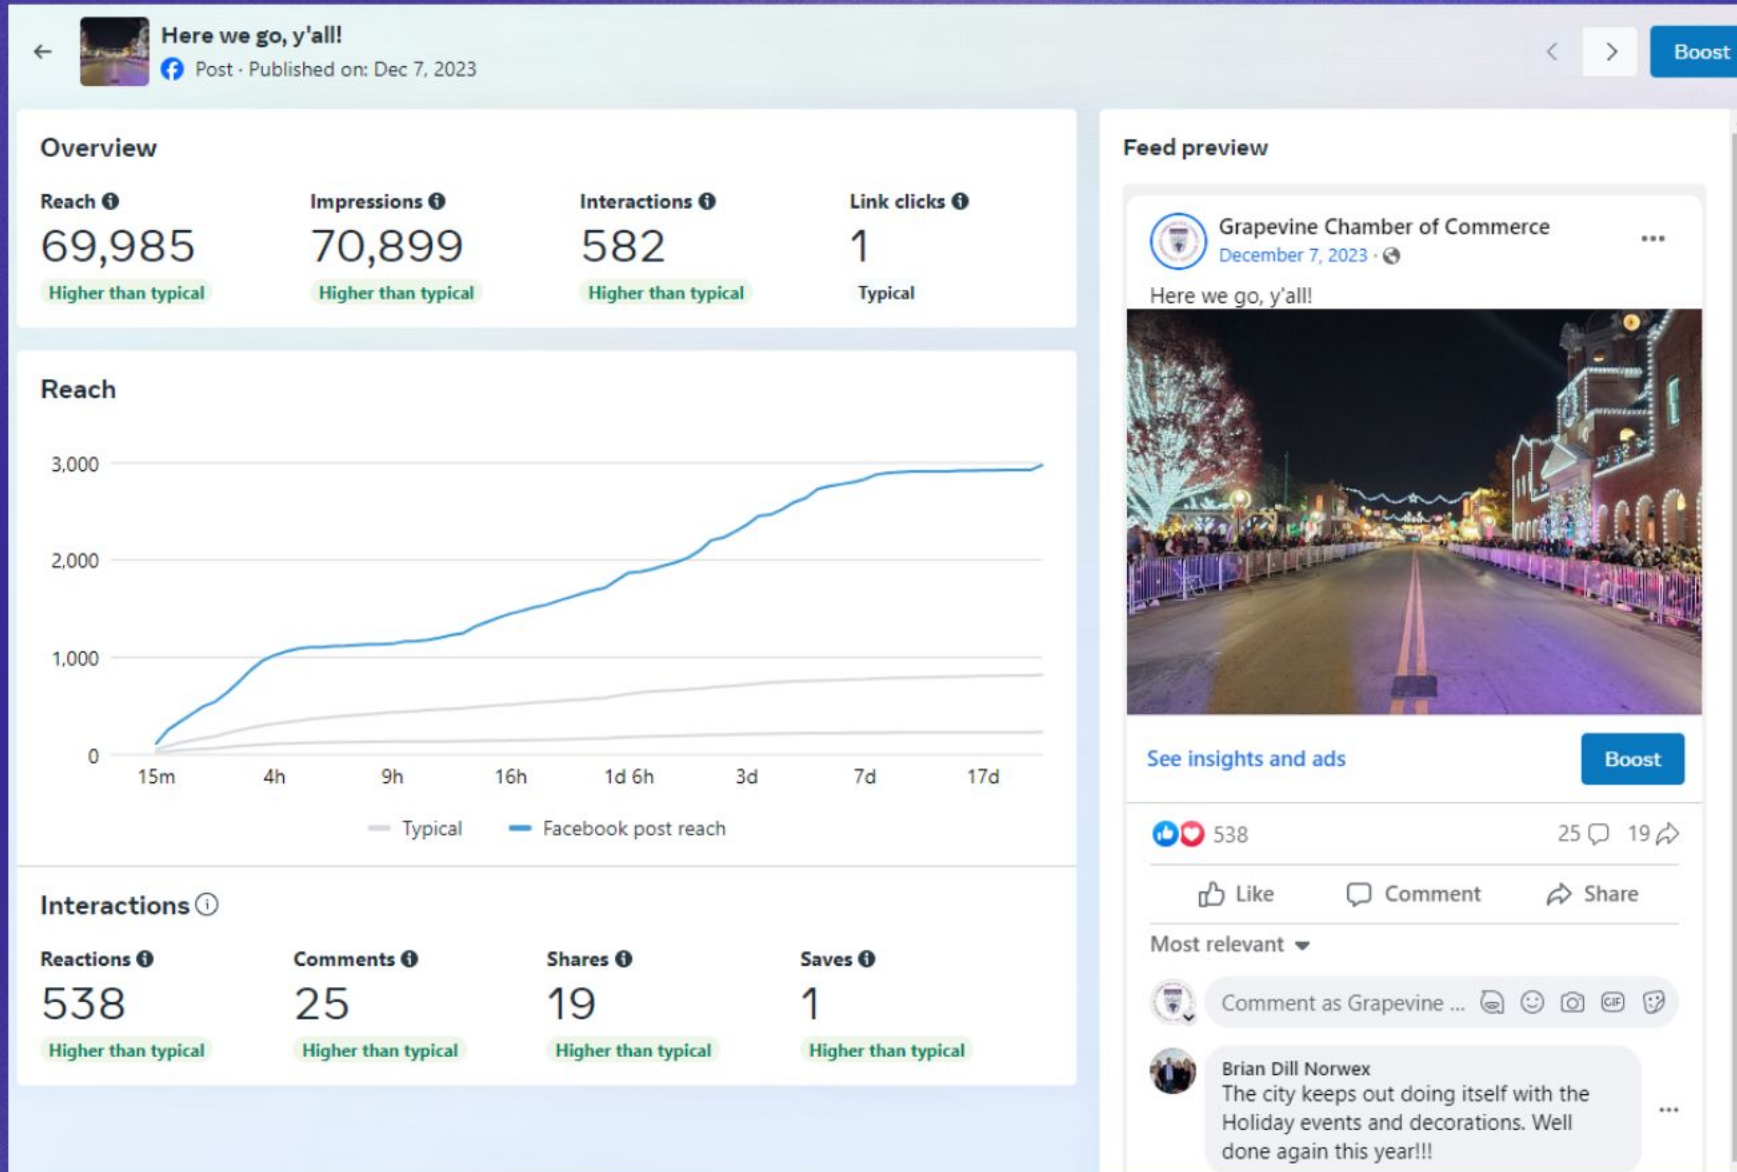 Here we go, y'all!
Post · Published on: Dec 7, 2023
Boost
Overview
Reach
Impressions
Interactions
Link clicks
69,985
70,899
582
1
Higher than typical
Higher than typical
Higher than typical
Typical
Reach
3,000
2,000
1,000
0
15m
4h
9h
16h
1d 6h
3d
7d
17d
Typical
Facebook post reach
Interactions
Reactions
Comments
Shares
Saves
538
25
19
1
Higher than typical
Higher than typical
Higher than typical
Higher than typical
Feed preview
Grapevine Chamber of Commerce
December 7, 2023 ·
Here we go, y'all!
See insights and ads
Boost
538
25
19
Like
Comment
Share
Most relevant
Comment as Grapevine ...
GIF
Brian Dill Norwex
The city keeps out doing itself with the
Holiday events and decorations. Well
done again this year!!!